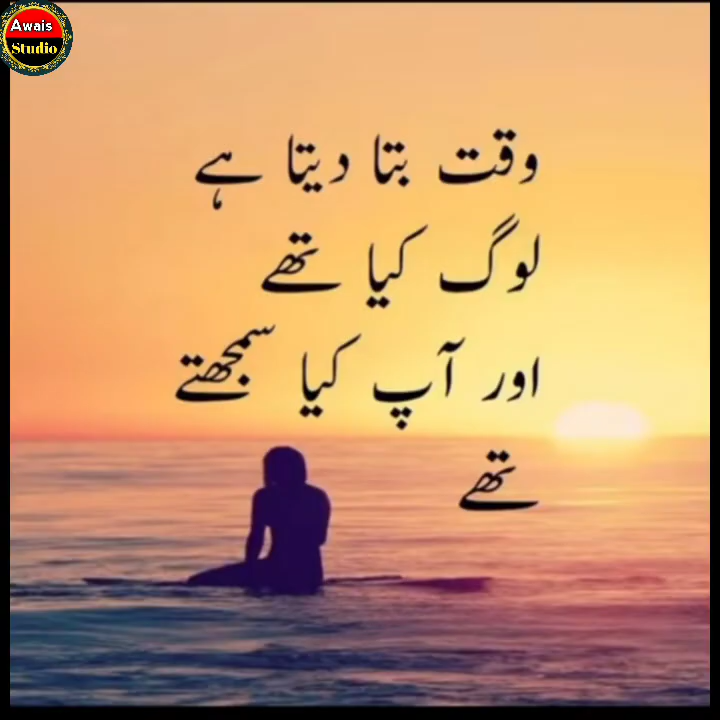 Awais
Studio
وقت بتا دیتا ہے
لوگ کیا تھے
اور آپ کیا سمجھتے
تھے